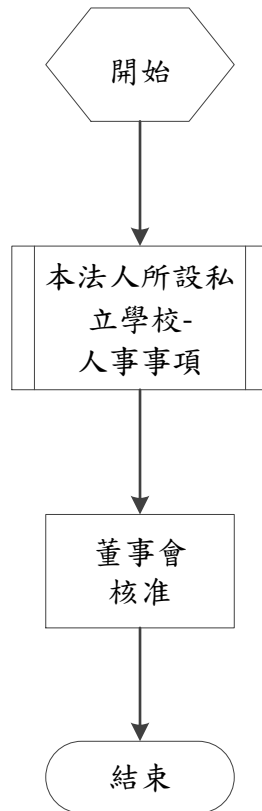 開始
本法人所設私
立學校-
人事事項
董事會
核准
結束